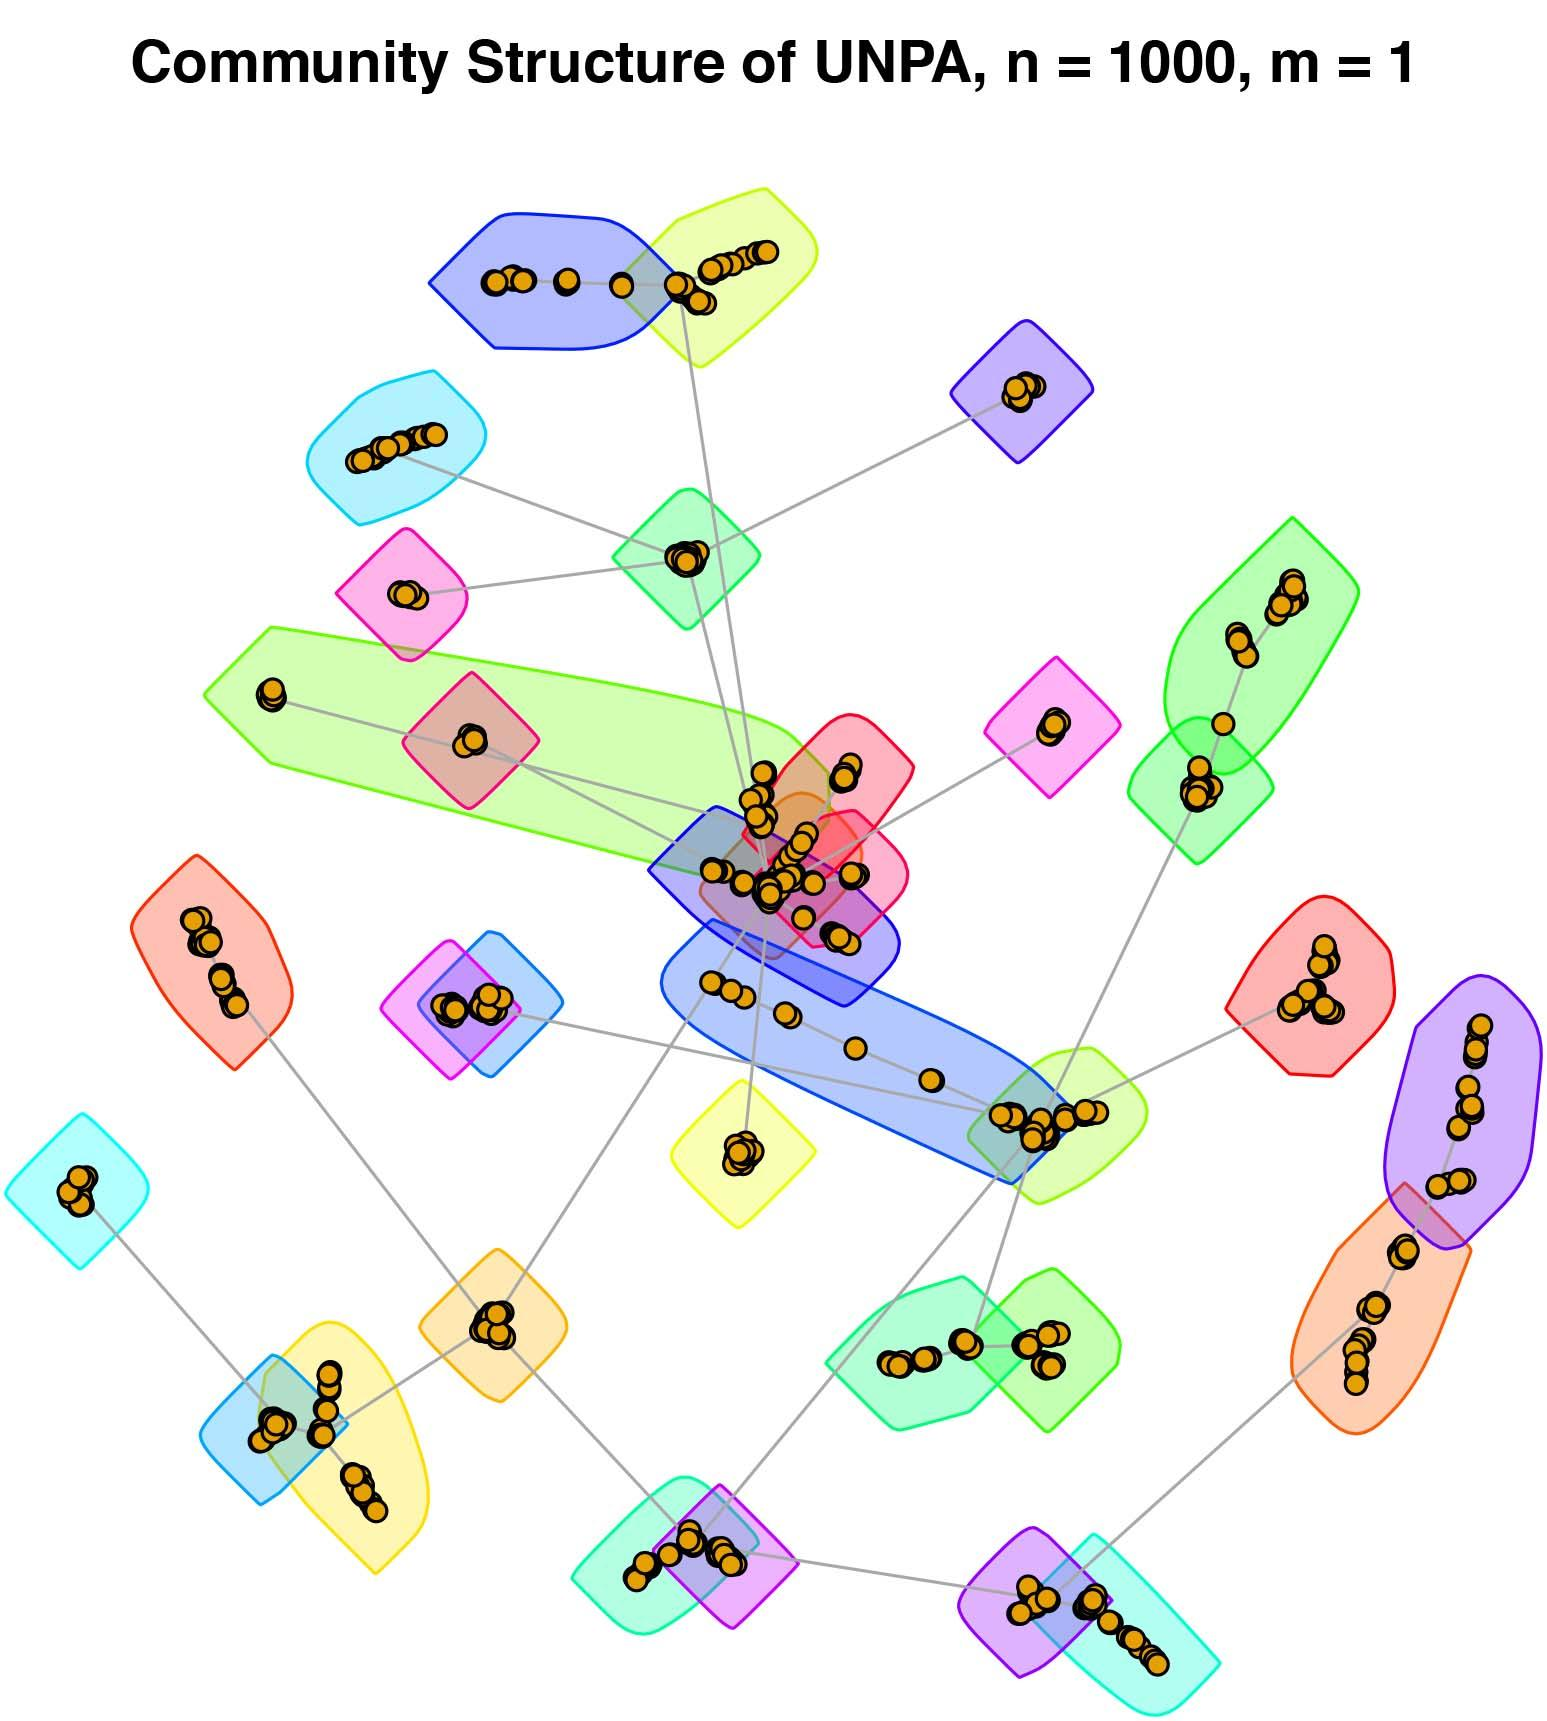 Community Structure of UNPA, n = 1000, m = 1